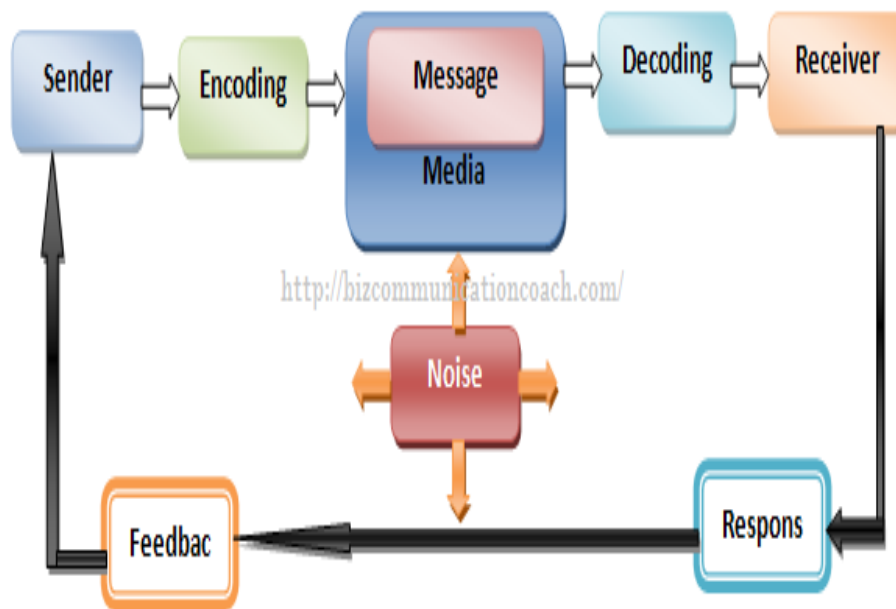 Sender
Encoding
Message
Media
Decoding
Receiver
http://bizcommunicationcoach.com/
Noise
Feedbac
Respons